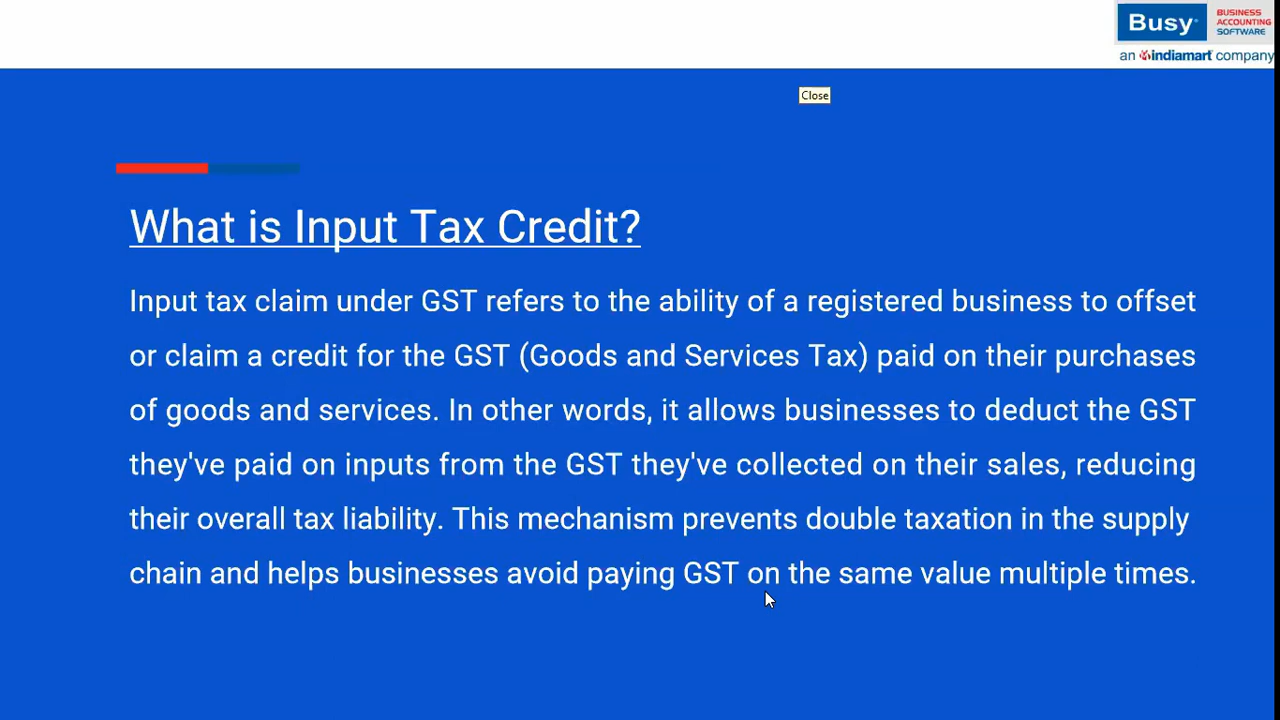 Busy
BUSINESS
ACCOUNTING
SOFTWARE
an indiamart company
Close
What is Input Tax Credit?
Input tax claim under GST refers to the ability of a registered business to offset
or claim a credit for the GST (Goods and Services Tax) paid on their purchases
of goods and services. In other words, it allows businesses to deduct the GST
they've paid on inputs from the GST they've collected on their sales, reducing
their overall tax liability. This mechanism prevents double taxation in the supply
chain and helps businesses avoid paying GST on the same value multiple times.